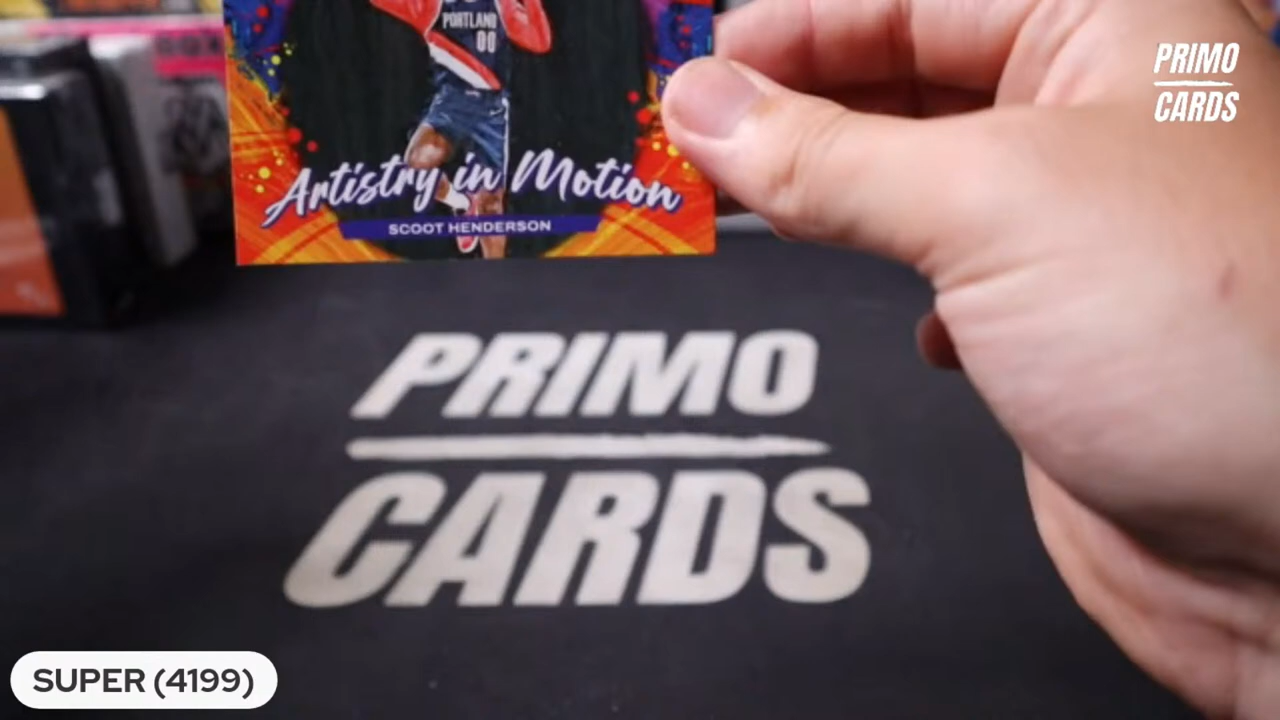 PORTLAND
00
Artistry in Motion
SCOOT HENDERSON
PRIMO
CARDS
PRIMO
CARDS
SUPER (4199)